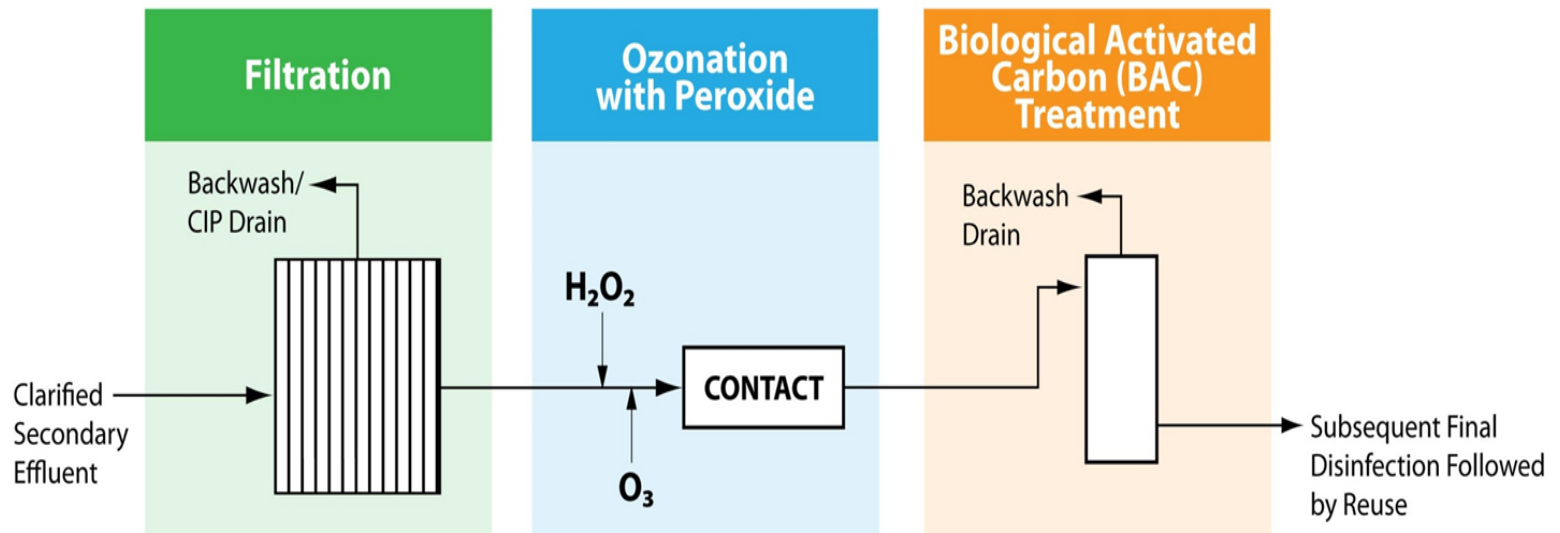 Filtration
Ozonation
with Peroxide
Biological Activated
Carbon (BAC)
Treatment
Backwash/
CIP Drain
Backwash
Drain
H₂O₂
CONTACT
Clarified
Secondary
Effluent
O₃
Subsequent Final
Disinfection Followed
by Reuse